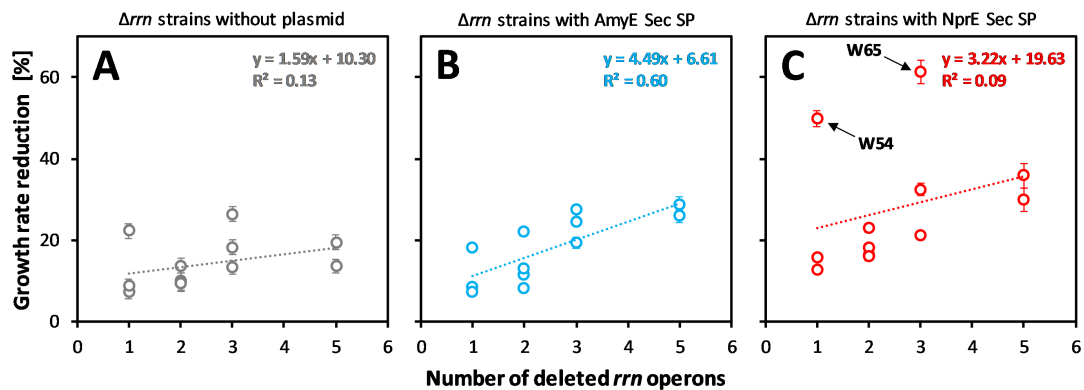 Δrrn strains without plasmid
Δrrn strains with AmyE Sec SP
Δrrn strains with NprE Sec SP
Growth rate reduction [%]
60
40
20
0
A
y = 1.59x + 10.30
R² = 0.13
0 1 2 3 4 5 6
B
y = 4.49x + 6.61
R² = 0.60
0 1 2 3 4 5 6
C
W65
y = 3.22x + 19.63
R² = 0.09
W54
0 1 2 3 4 5 6
Number of deleted rrn operons